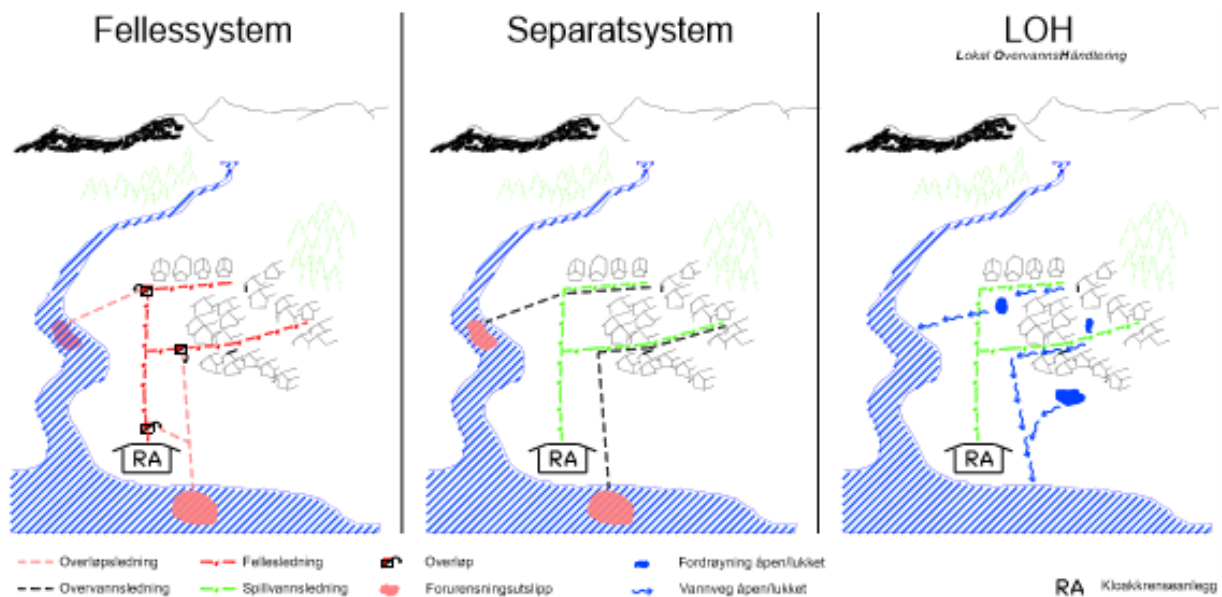 Fellessystem
Separatsystem
LOH
Lokal OvervannsHåndtering
RA
RA
RA
Overløpsledning
Fellesledning
Overløp
Fordrøyning åpen/lukket
Overvannsledning
Spillvannsledning
Forurensningsutslipp
Vannveg åpen/lukket
RA Kloakkrenseanlegg